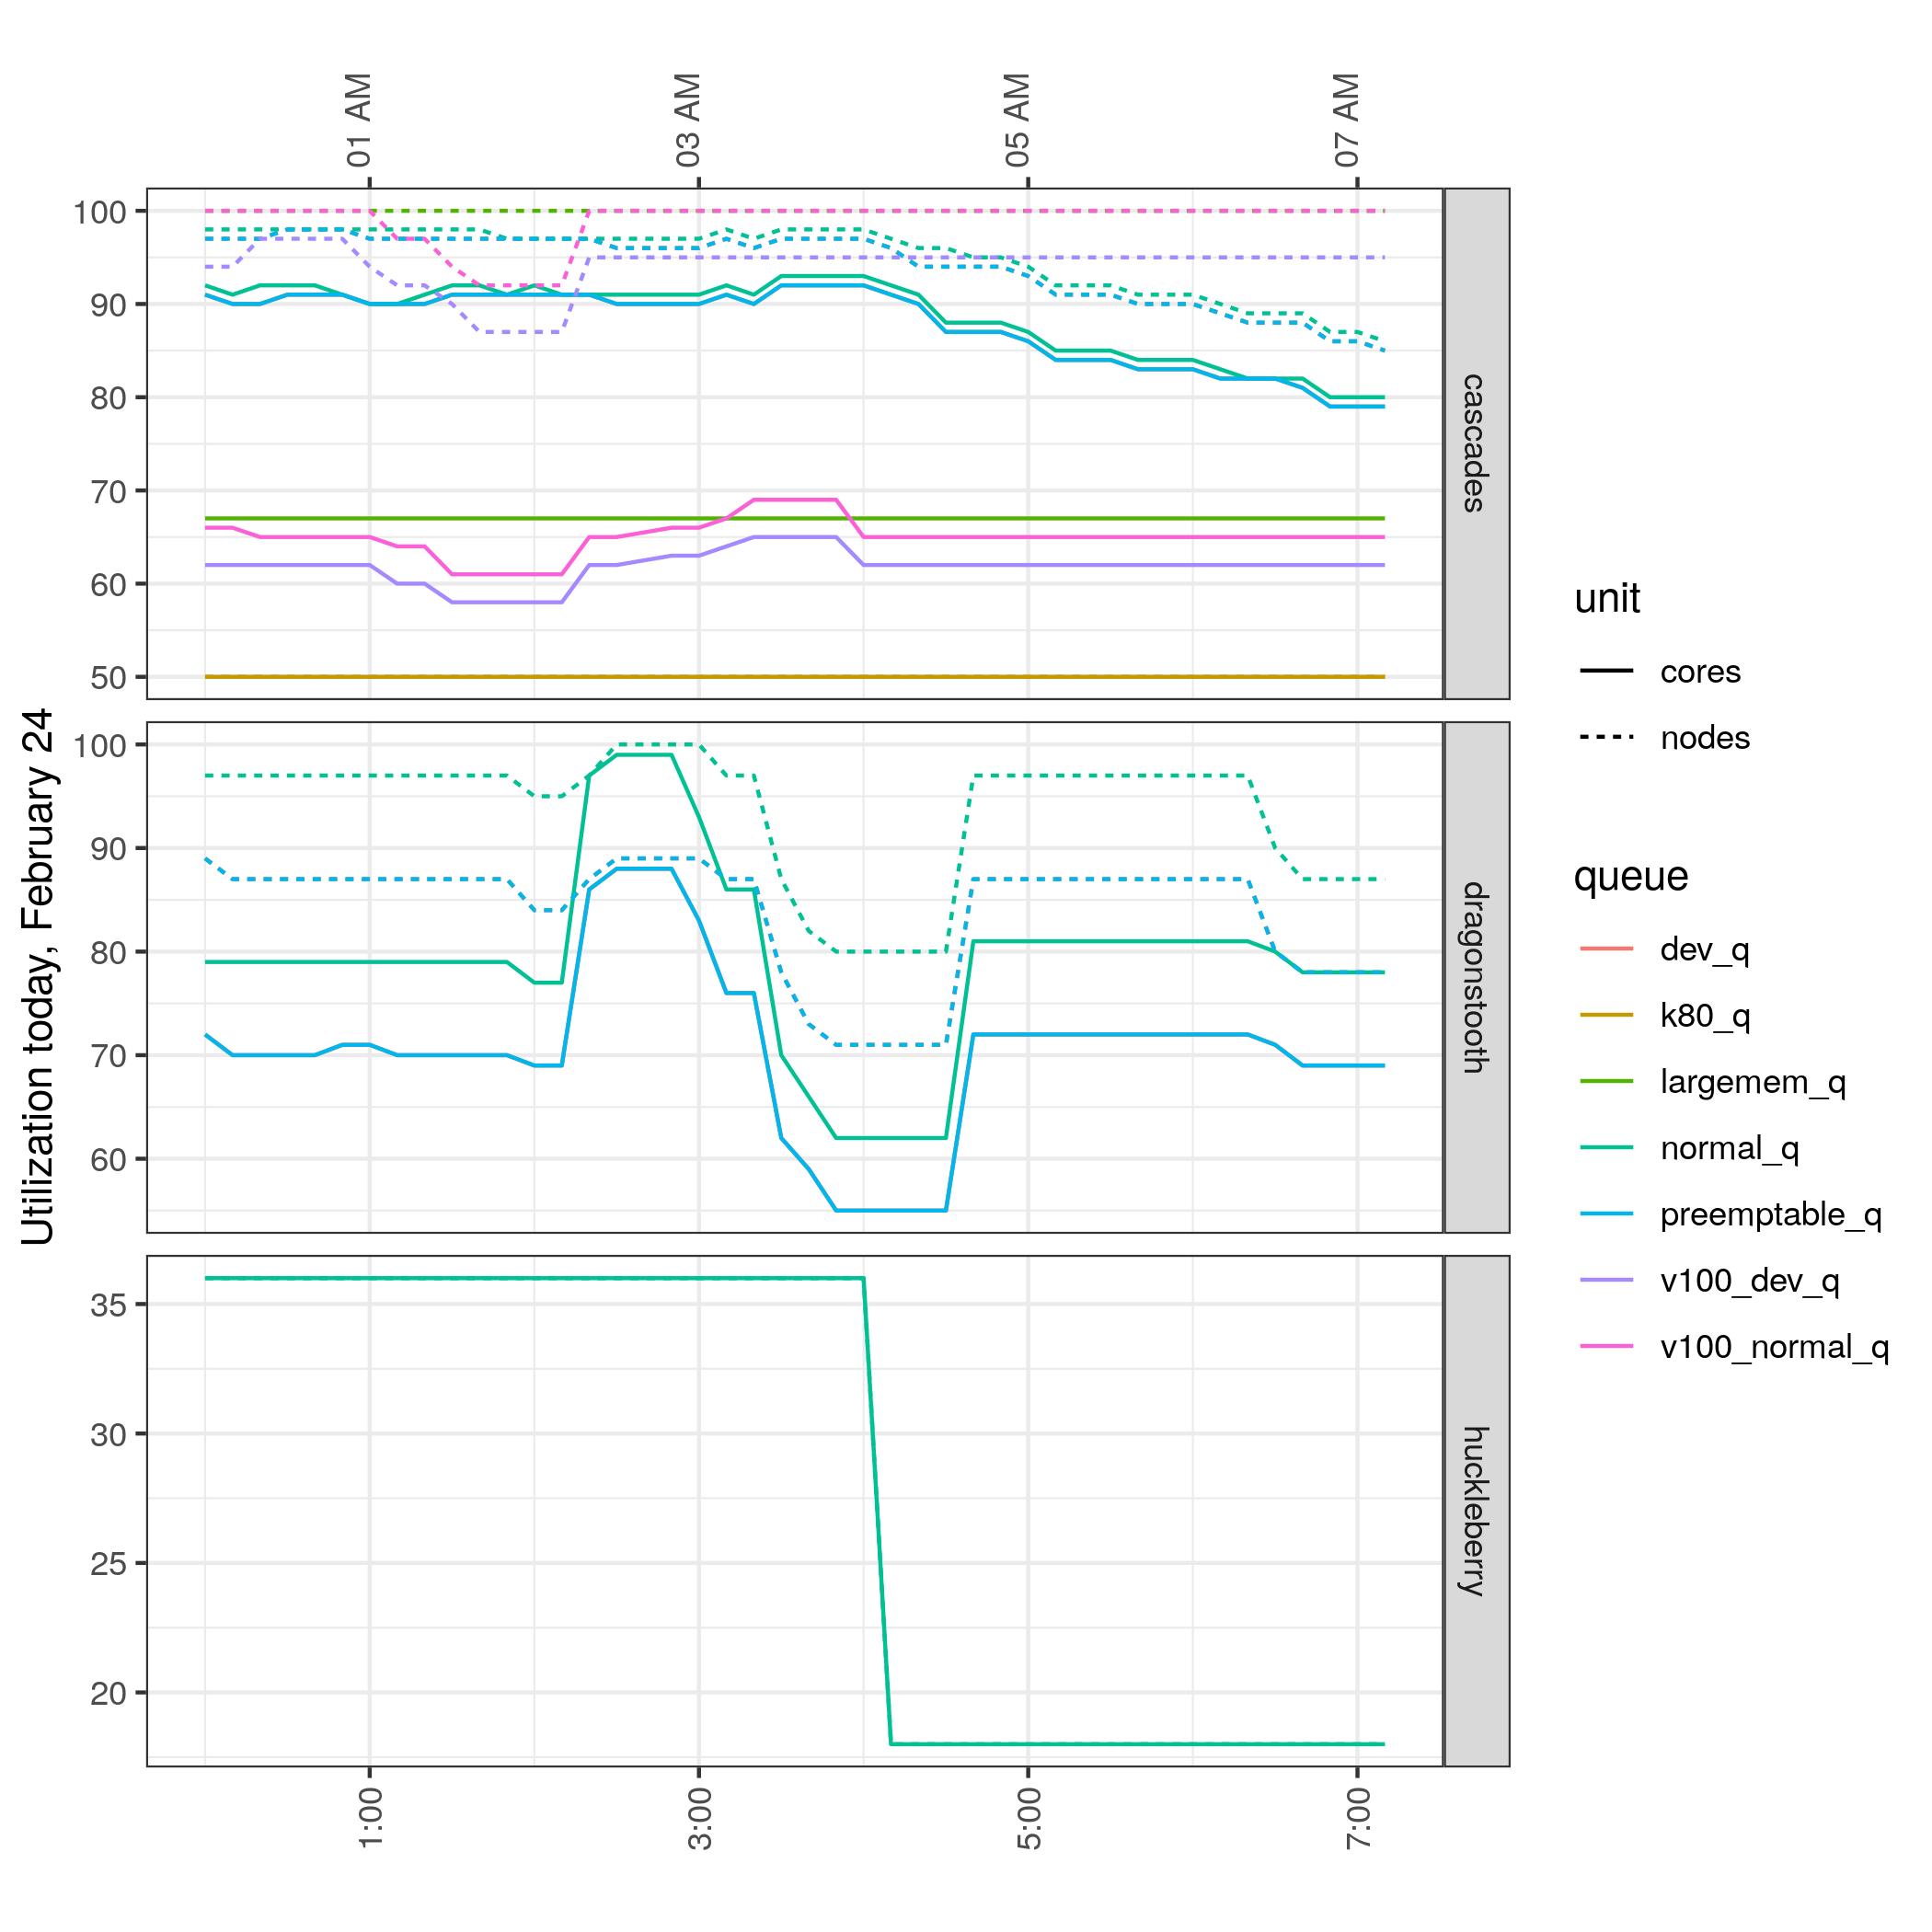 01 AM
03 AM
05 AM
07 AM
Utilization today, February 24
100
90
80
70
60
50
cascades
100
90
80
70
60
dragonstooth
35
30
25
20
huckleberry
1:00
3:00
5:00
7:00
unit
cores
nodes
queue
dev_q
k80_q
largemem_q
normal_q
preemptable_q
v100_dev_q
v100_normal_q